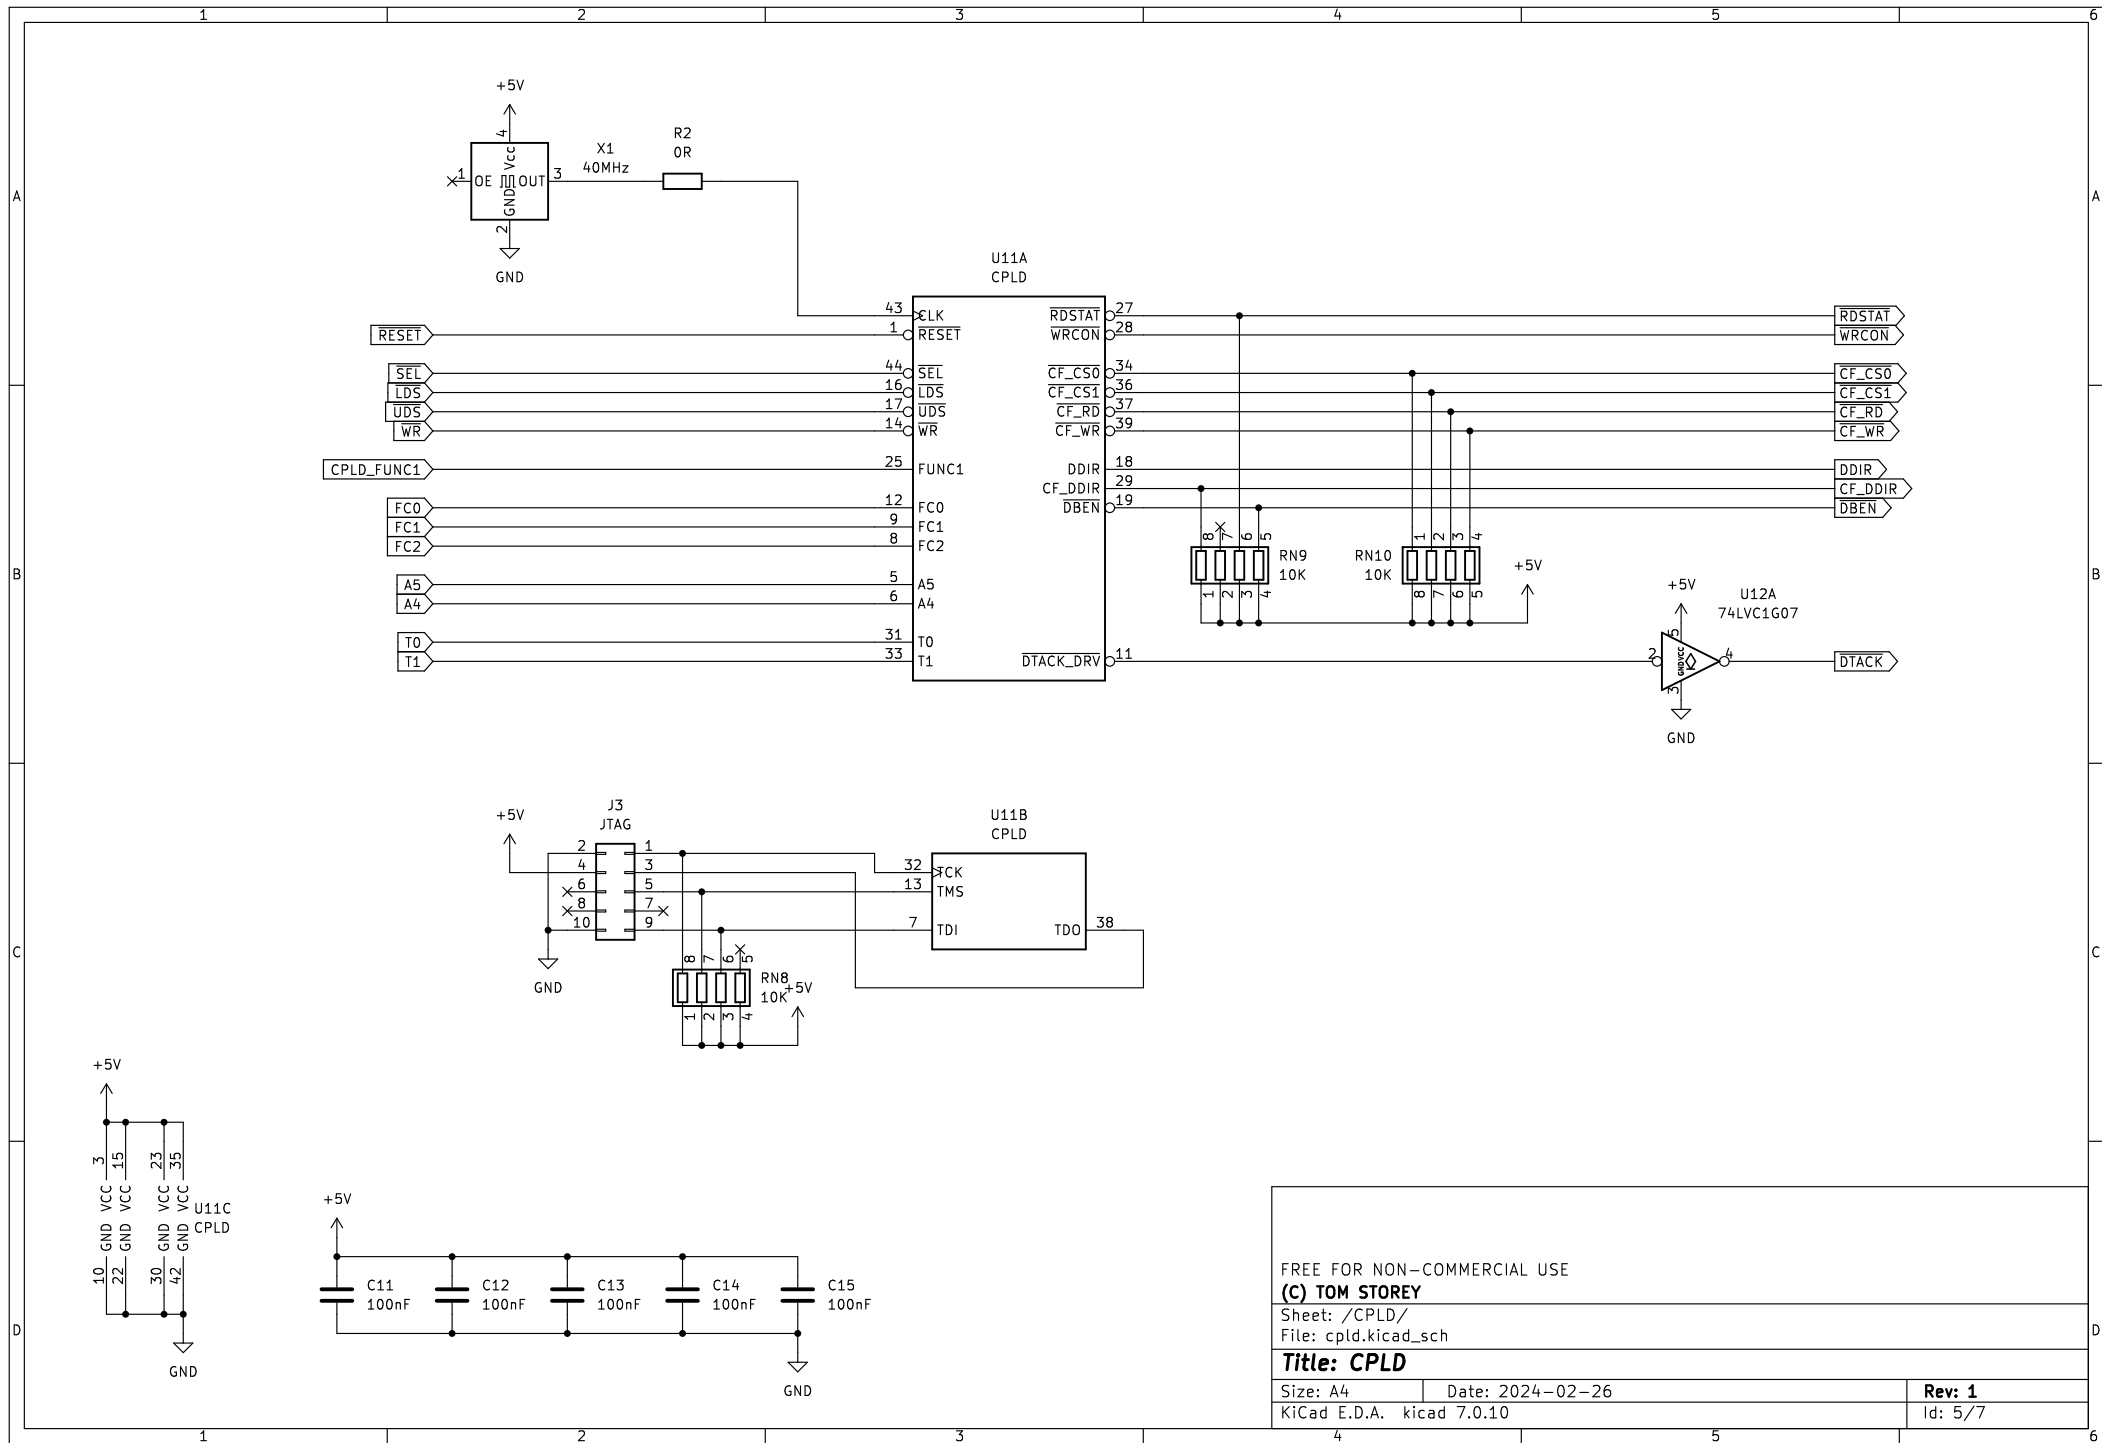 1 2 3 4 5 6
A A
B B
C C
D D
1 2 3 4 5 6
+5V
4
Vcc
1 OE OUT 3
GND
2
GND
X1
40MHz
R2
0R
U11A
CPLD
43 CLK
1 RESET
44 SEL
16 LDS
17 UDS
14 WR
25 FUNC1
12 FC0
9 FC1
8 FC2
5 A5
6 A4
31 T0
33 T1
RESET
SEL
LDS
UDS
WR
CPLD_FUNC1
FC0
FC1
FC2
A5
A4
T0
T1
RDSTAT 27
WRCON 28
CF_CS0 34
CF_CS1 36
CF_RD 37
CF_WR 39
DDIR 18
CF_DDIR 29
DBEN 19
DTACK_DRV 11
RDSTAT
WRCON
CF_CS0
CF_CS1
CF_RD
CF_WR
DDIR
CF_DDIR
DBEN
DTACK
8 7 6 5
RN9
10K
1 2 3 4
1 2 3 4
RN10
10K
8 7 6 5
+5V
+5V
U12A
74LVC1G07
5
2 GND VCC 4
3
GND
J3
JTAG
+5V
2 1
4 3
6 5
8 7
10 9
GND
U11B
CPLD
32 TCK
13 TMS
7 TDI
TDO 38
8 7 6 5
RN8
10K
1 2 3 4
+5V
+5V
3 15 23 35
VCC VCC VCC VCC
GND GND GND GND
10 22 30 42
U11C
CPLD
GND
+5V
C11
100nF
C12
100nF
C13
100nF
C14
100nF
C15
100nF
GND
FREE FOR NON-COMMERCIAL USE
(C) TOM STOREY
Sheet: /CPLD/
File: cpld.kicad_sch
Title: CPLD
Size: A4 Date: 2024-02-26 Rev: 1
KiCad E.D.A. kicad 7.0.10 Id: 5/7